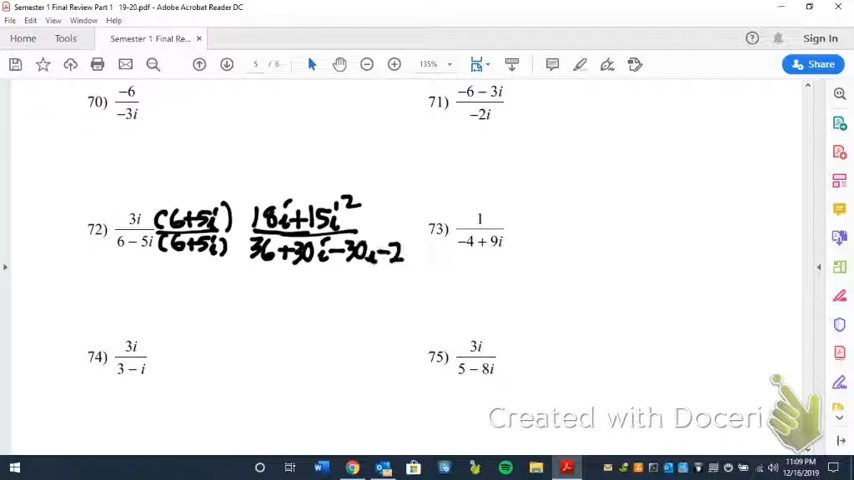 Semester 1 Final Review Part 1 19-20.pdf - Adobe Acrobat Reader DC
File Edit View Window Help
Home Tools Semester 1 Final Re... × Sign In
5 / 6 135% Share
70) −6 / −3i
71) −6 − 3i / −2i
72) 3i / 6 − 5i (6+5i) / (6+5i) 18i+15i² / 36+30i−30i−2
73) 1 / −4 + 9i
74) 3i / 3 − i
75) 3i / 5 − 8i
Created with Doceri
11:09 PM
12/16/2019